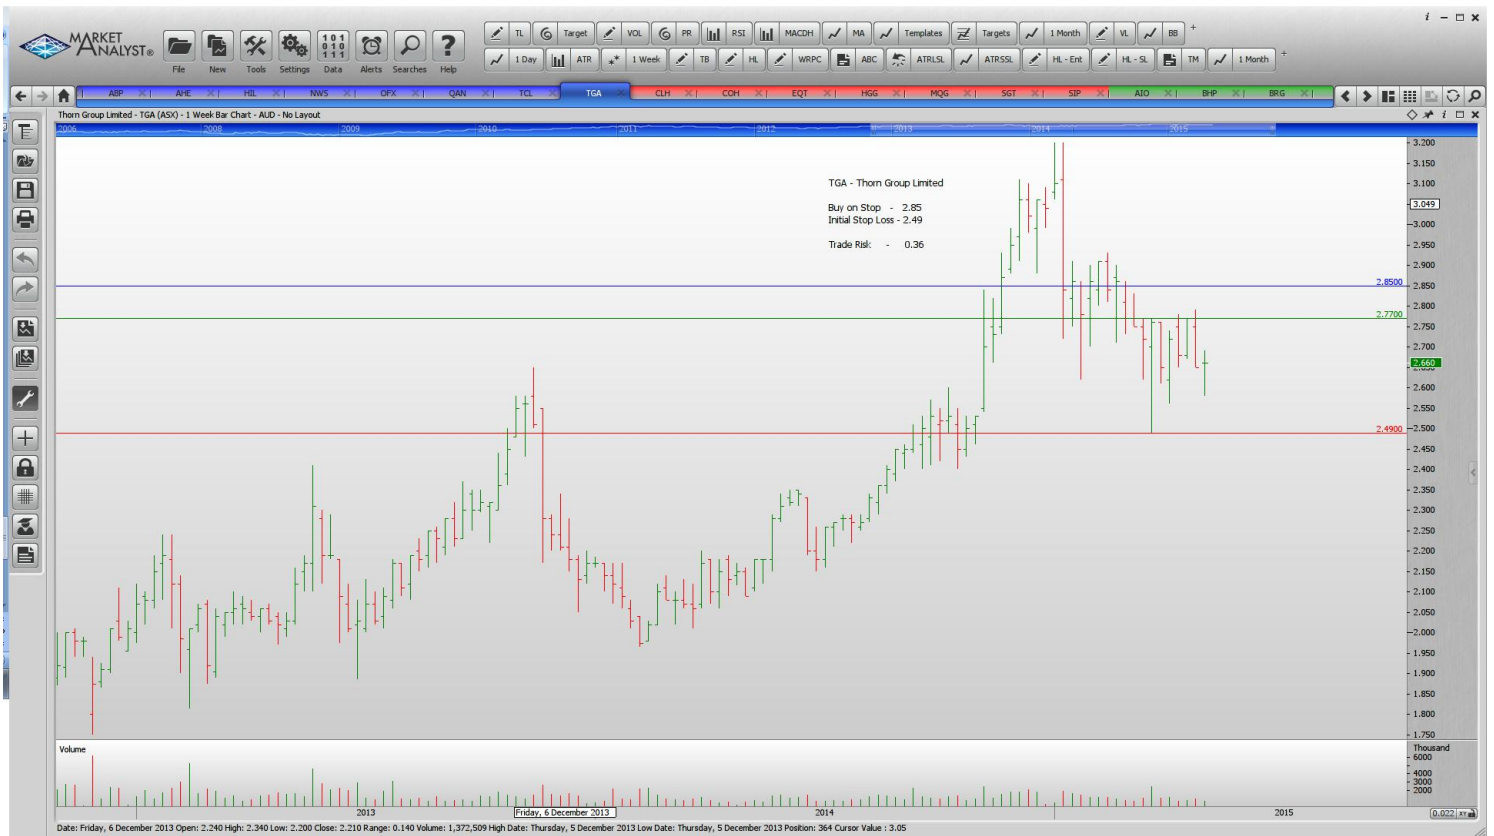 MARKET ANALYST®
File New Tools Settings Data Alerts Searches Help
TL Target VOL PR RSI MACDH MA Templates Targets 1 Month VL BB +
1 Day ATR 1 Week TB HL WRPC ABC ATRLSL ATRSSL HL - Ent HL - SL TM 1 Month +
ABP AHE HIL NWS QAN TCL TGA CLH COH EQT HGG MQG SGT SIP AIO BHP BRG
Thorn Group Limited - TGA (ASX) - 1 Week Bar Chart - AUD - No Layout
2006 2008 2009 2010 2011 2012 2013 2014 2015
TGA - Thorn Group Limited
Buy on Stop - 2.85
Initial Stop Loss - 2.49
Trade Risk - 0.36
3.200
3.150
3.100
3.049
3.000
2.950
2.900
2.8500 2.850
2.800
2.7700
2.750
2.700
2.660
2.600
2.550
2.4900 2.500
2.450
2.400
2.350
2.300
2.250
2.200
2.150
2.100
2.050
2.000
1.950
1.900
1.850
1.800
1.750
Volume Thousand
6000
4000
3000
2000
2013 Friday, 6 December 2013 2014 2015 0.022 XY
Date: Friday, 6 December 2013 Open: 2.240 High: 2.340 Low: 2.200 Close: 2.210 Range: 0.140 Volume: 1,372,509 High Date: Thursday, 5 December 2013 Low Date: Thursday, 5 December 2013 Position: 364 Cursor Value : 3.05